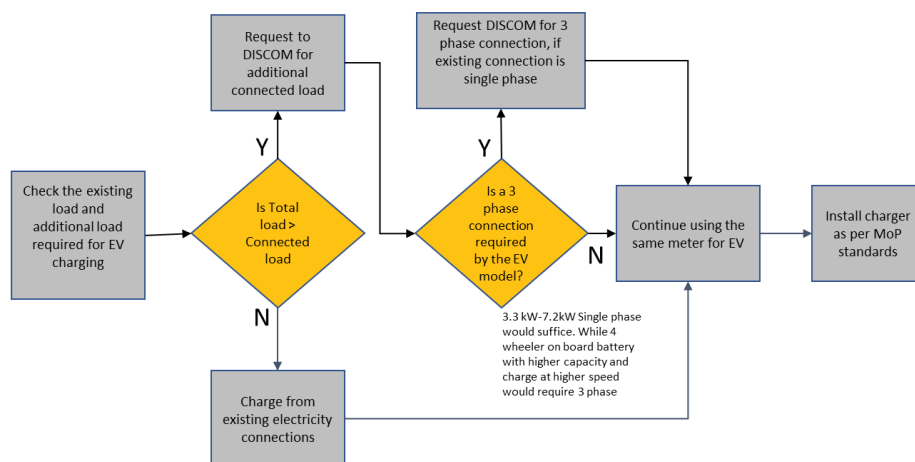 Request to
DISCOM for
additional
connected load
Request DISCOM for 3
phase connection, if
existing connection is
single phase
Y
Y
Check the existing
load and
additional load
required for EV
charging
Is Total
load >
Connected
load
Is a 3
phase
connection
required
by the EV
model?
N
Continue using the
same meter for EV
Install charger
as per MoP
standards
N
3.3 kW-7.2kW Single phase
would suffice. While 4
wheeler on board battery
with higher capacity and
charge at higher speed
would require 3 phase
Charge from
existing electricity
connections